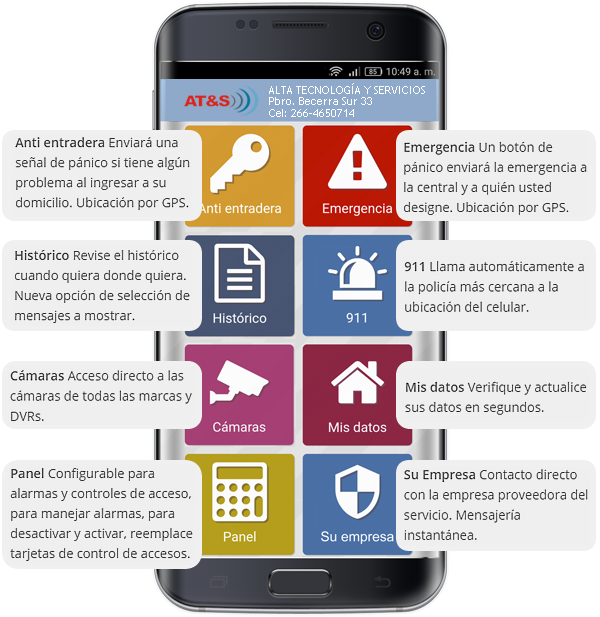 85 10:49 a. m.
AT&S
ALTA TECNOLOGÍA Y SERVICIOS
Pbro. Becerra Sur 33
Cel: 266-4650714
Anti entradera Enviará una
señal de pánico si tiene algún
problema al ingresar a su
domicilio. Ubicación por GPS.
Anti entradera
Emergencia
Emergencia Un botón de
pánico enviará la emergencia a
la central y a quién usted
designe. Ubicación por GPS.
Histórico Revise el histórico
cuando quiera donde quiera.
Nueva opción de selección de
mensajes a mostrar.
Histórico
911
911 Llama automáticamente a
la policía más cercana a la
ubicación del celular.
Cámaras Acceso directo a las
cámaras de todas las marcas y
DVRs.
Cámaras
Mis datos
Mis datos Verifique y actualice
sus datos en segundos.
Panel Configurable para
alarmas y controles de acceso,
para manejar alarmas, para
desactivar y activar, reemplace
tarjetas de control de accesos.
Panel
Su empresa
Su Empresa Contacto directo
con la empresa proveedora del
servicio. Mensajería
instantánea.